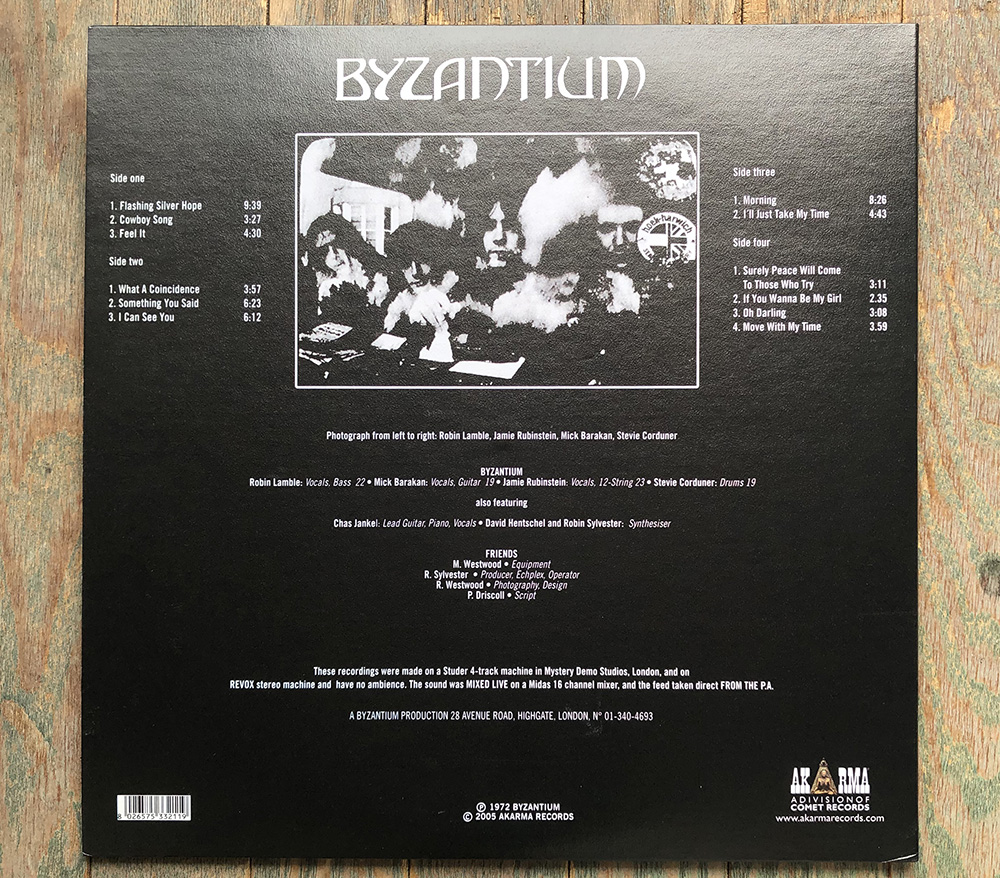 BYZANTIUM
Side one
1. Flashing Silver Hope 9:39
2. Cowboy Song 3:27
3. Feel It 4:30
Side two
1. What A Coincidence 3:57
2. Something You Said 6:23
3. I Can See You 6:12
hoek-harwich
Side three
1. Morning 8:26
2. I'll Just Take My Time 4:43
Side four
1. Surely Peace Will Come
To Those Who Try 3:11
2. If You Wanna Be My Girl 2.35
3. Oh Darling 3:08
4. Move With My Time 3.59
Photograph from left to right: Robin Lamble, Jamie Rubinstein, Mick Barakan, Stevie Corduner
BYZANTIUM
Robin Lamble: Vocals, Bass 22 • Mick Barakan: Vocals, Guitar 19 • Jamie Rubinstein: Vocals, 12-String 23 • Stevie Corduner: Drums 19
also featuring
Chas Jankel: Lead Guitar, Piano, Vocals • David Hentschel and Robin Sylvester: Synthesiser
FRIENDS
M. Westwood • Equipment
R. Sylvester • Producer, Echplex, Operator
R. Westwood • Photography, Design
P. Driscoll • Script
These recordings were made on a Studer 4-track machine in Mystery Demo Studios, London, and on
REVOX stereo machine and have no ambience. The sound was MIXED LIVE on a Midas 16 channel mixer, and the feed taken direct FROM THE P.A.
A BYZANTIUM PRODUCTION 28 AVENUE ROAD, HIGHGATE, LONDON, N° 01-340-4693
8 026575 332119
℗ 1972 BYZANTIUM
© 2005 AKARMA RECORDS
AKARMA
A DIVISION OF
COMET RECORDS
www.akarmarecords.com